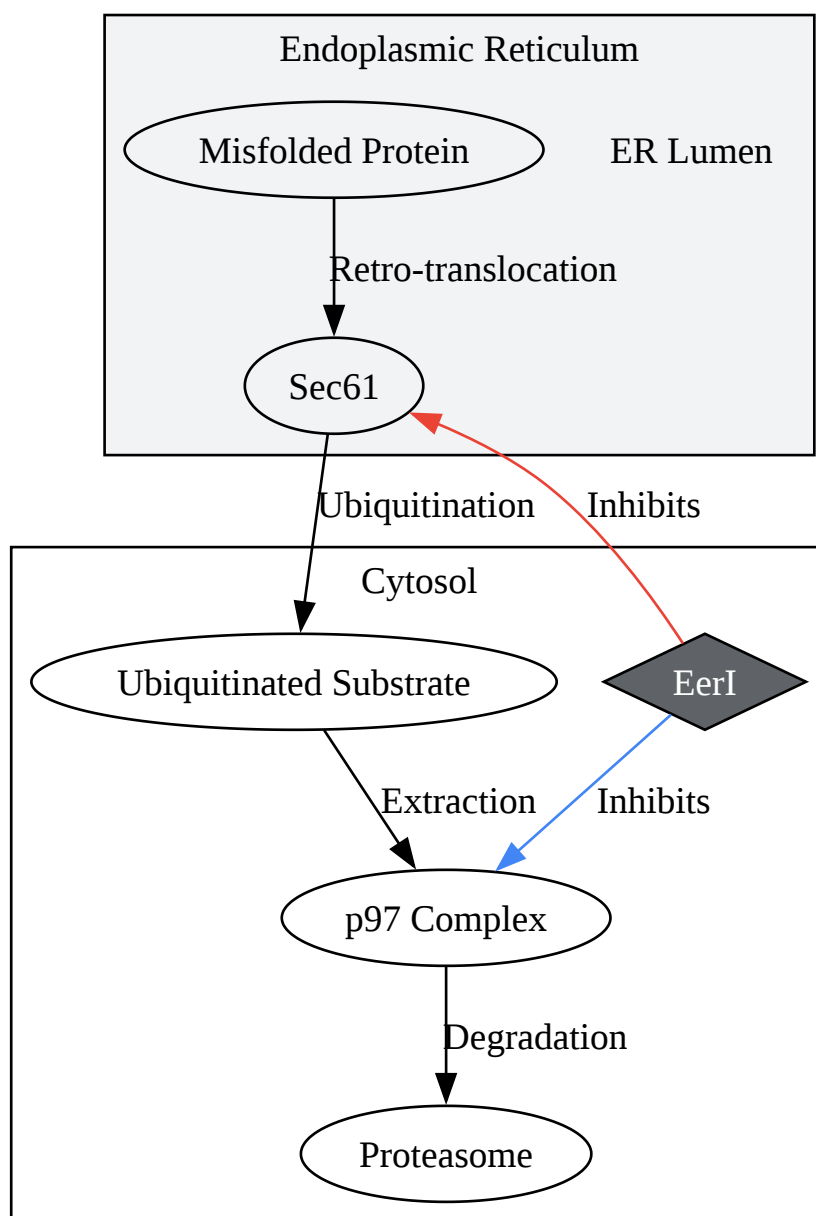 Endoplasmic Reticulum
Misfolded Protein
ER Lumen
Retro-translocation
Sec61
Ubiquitination
Inhibits
Cytosol
Ubiquitinated Substrate
EerI
Extraction
Inhibits
p97 Complex
Degradation
Proteasome